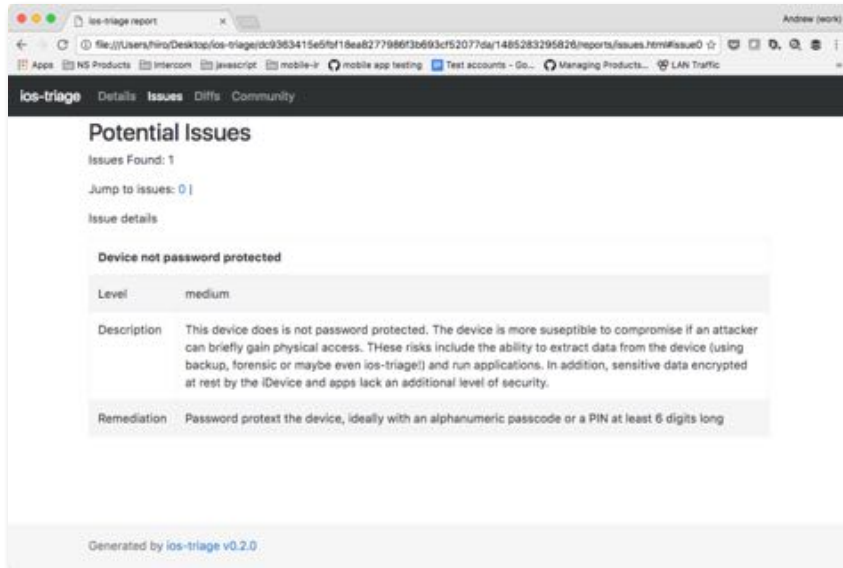 ios-triage report
Andrew (work)
file:///Users/hiro/Desktop/ios-triage/dc9363415e5fbf18ea8277986f3b693cf52077da/1485283295826/reports/issues.html#issue0
Apps NS Products Intercom javascript mobile-ir mobile app testing Test accounts - Go... Managing Products... LAN Traffic
ios-triage Details Issues Diffs Community
Potential Issues
Issues Found: 1
Jump to issues: 0 |
Issue details
Device not password protected
Level medium
Description This device does is not password protected. The device is more suseptible to compromise if an attacker
can briefly gain physical access. THese risks include the ability to extract data from the device (using
backup, forensic or maybe even ios-triage!) and run applications. In addition, sensitive data encrypted
at rest by the iDevice and apps lack an additional level of security.
Remediation Password protext the device, ideally with an alphanumeric passcode or a PIN at least 6 digits long
Generated by ios-triage v0.2.0